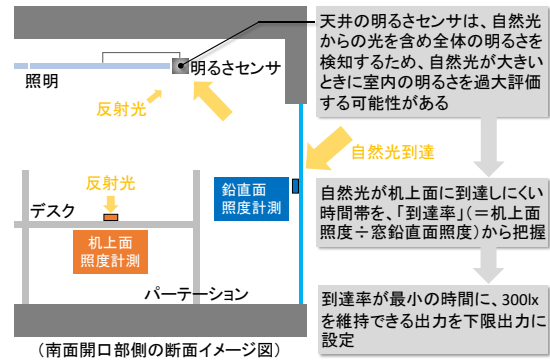 天井の明るさセンサは、自然光
からの光を含め全体の明るさを
検知するため、自然光が大きい
ときに室内の明るさを過大評価
する可能性がある
照明
明るさセンサ
反射光
自然光到達
反射光
鉛直面
照度計測
デスク
机上面
照度計測
パーテーション
自然光が机上面に到達しにくい
時間帯を、「到達率」(=机上面
照度÷窓鉛直面照度)から把握
到達率が最小の時間に、300lx
を維持できる出力を下限出力に
設定
(南面開口部側の断面イメージ図)